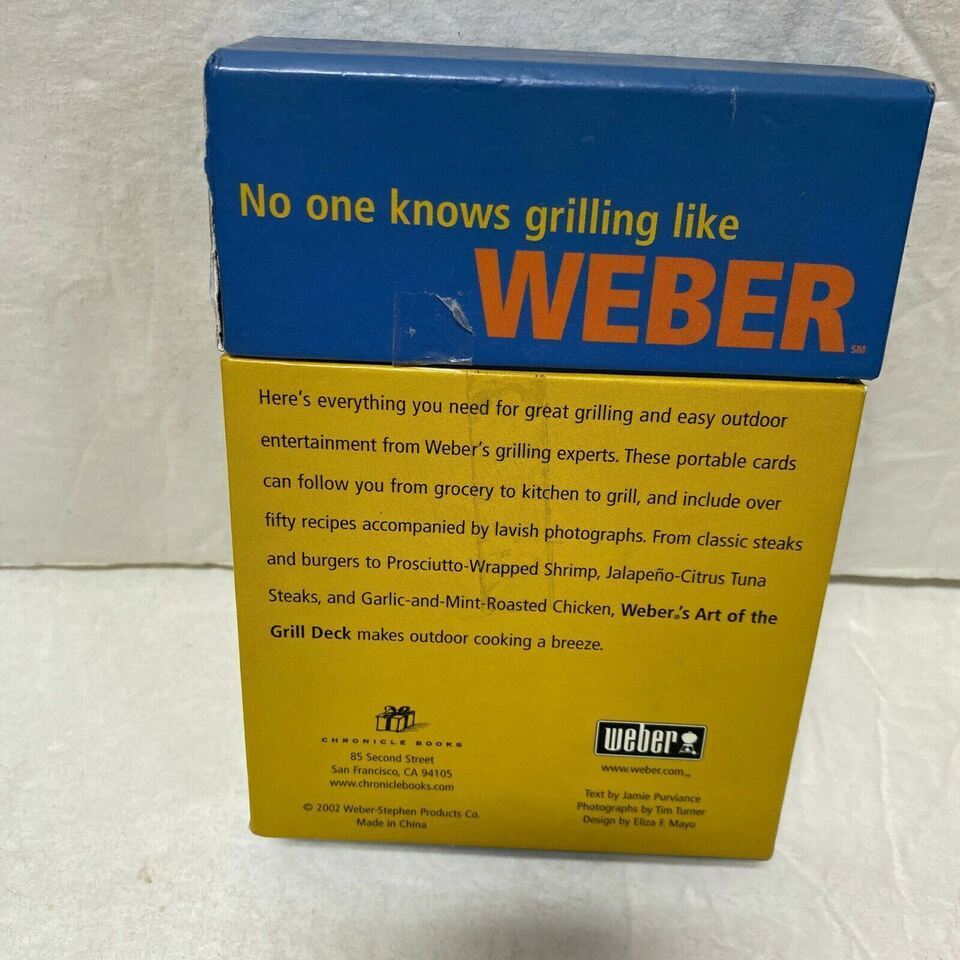 No one knows grilling like
WEBER SM
Here's everything you need for great grilling and easy outdoor
entertainment from Weber's grilling experts. These portable cards
can follow you from grocery to kitchen to grill, and include over
fifty recipes accompanied by lavish photographs. From classic steaks
and burgers to Prosciutto-Wrapped Shrimp, Jalapeño-Citrus Tuna
Steaks, and Garlic-and-Mint-Roasted Chicken, Weber®'s Art of the
Grill Deck makes outdoor cooking a breeze.
CHRONICLE BOOKS
85 Second Street
San Francisco, CA 94105
www.chroniclebooks.com
© 2002 Weber-Stephen Products Co.
Made in China
weber
www.weber.com™
Text by Jamie Purviance
Photographs by Tim Turner
Design by Eliza F. Mayo